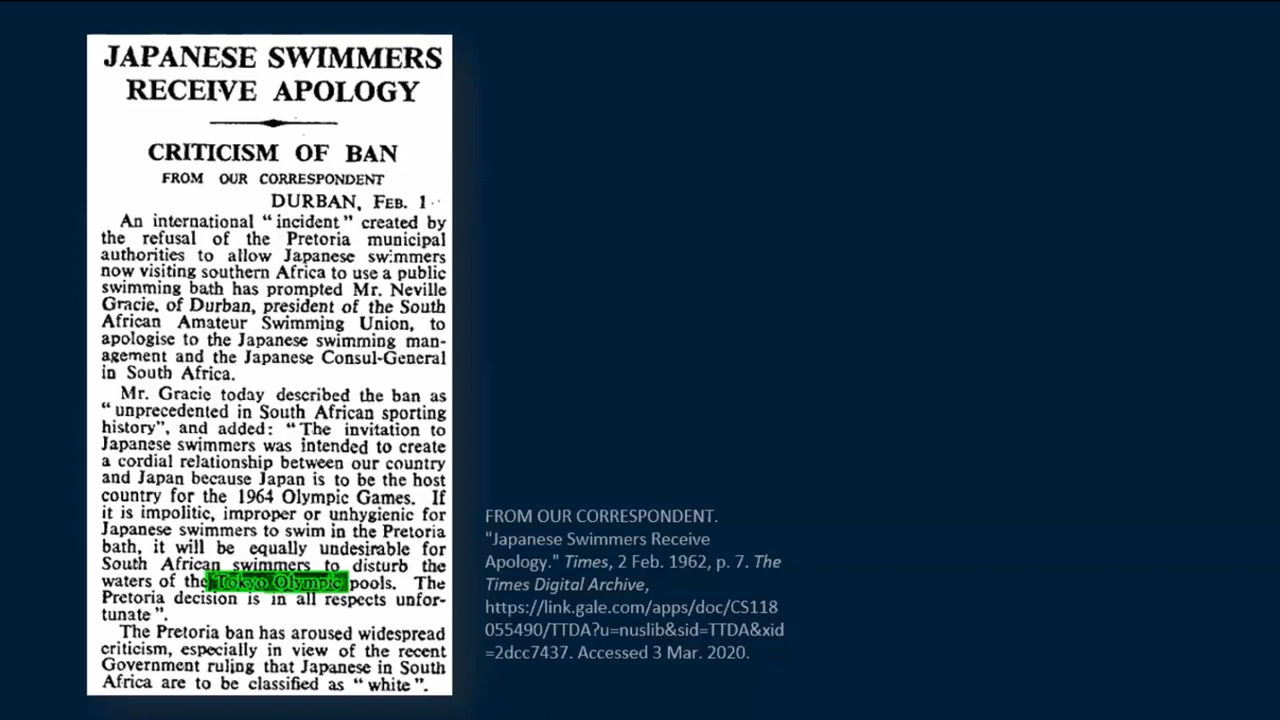 JAPANESE SWIMMERS
RECEIVE APOLOGY
CRITICISM OF BAN
FROM OUR CORRESPONDENT
DURBAN, FEB. 1
An international “incident” created by
the refusal of the Pretoria municipal
authorities to allow Japanese swimmers
now visiting southern Africa to use a public
swimming bath has prompted Mr. Neville
Gracie, of Durban, president of the South
African Amateur Swimming Union, to
apologise to the Japanese swimming man-
agement and the Japanese Consul-General
in South Africa.
Mr. Gracie today described the ban as
“unprecedented in South African sporting
history”, and added: “The invitation to
Japanese swimmers was intended to create
a cordial relationship between our country
and Japan because Japan is to be the host
country for the 1964 Olympic Games. If
it is impolitic, improper or unhygienic for
Japanese swimmers to swim in the Pretoria
bath, it will be equally undesirable for
South African swimmers to disturb the
waters of the Tokyo Olympic pools. The
Pretoria decision is in all respects unfor-
tunate”.
The Pretoria ban has aroused widespread
criticism, especially in view of the recent
Government ruling that Japanese in South
Africa are to be classified as “white”.
FROM OUR CORRESPONDENT.
"Japanese Swimmers Receive
Apology." Times, 2 Feb. 1962, p. 7. The
Times Digital Archive,
https://link.gale.com/apps/doc/CS118
055490/TTDA?u=nuslib&sid=TTDA&xid
=2dcc7437. Accessed 3 Mar. 2020.